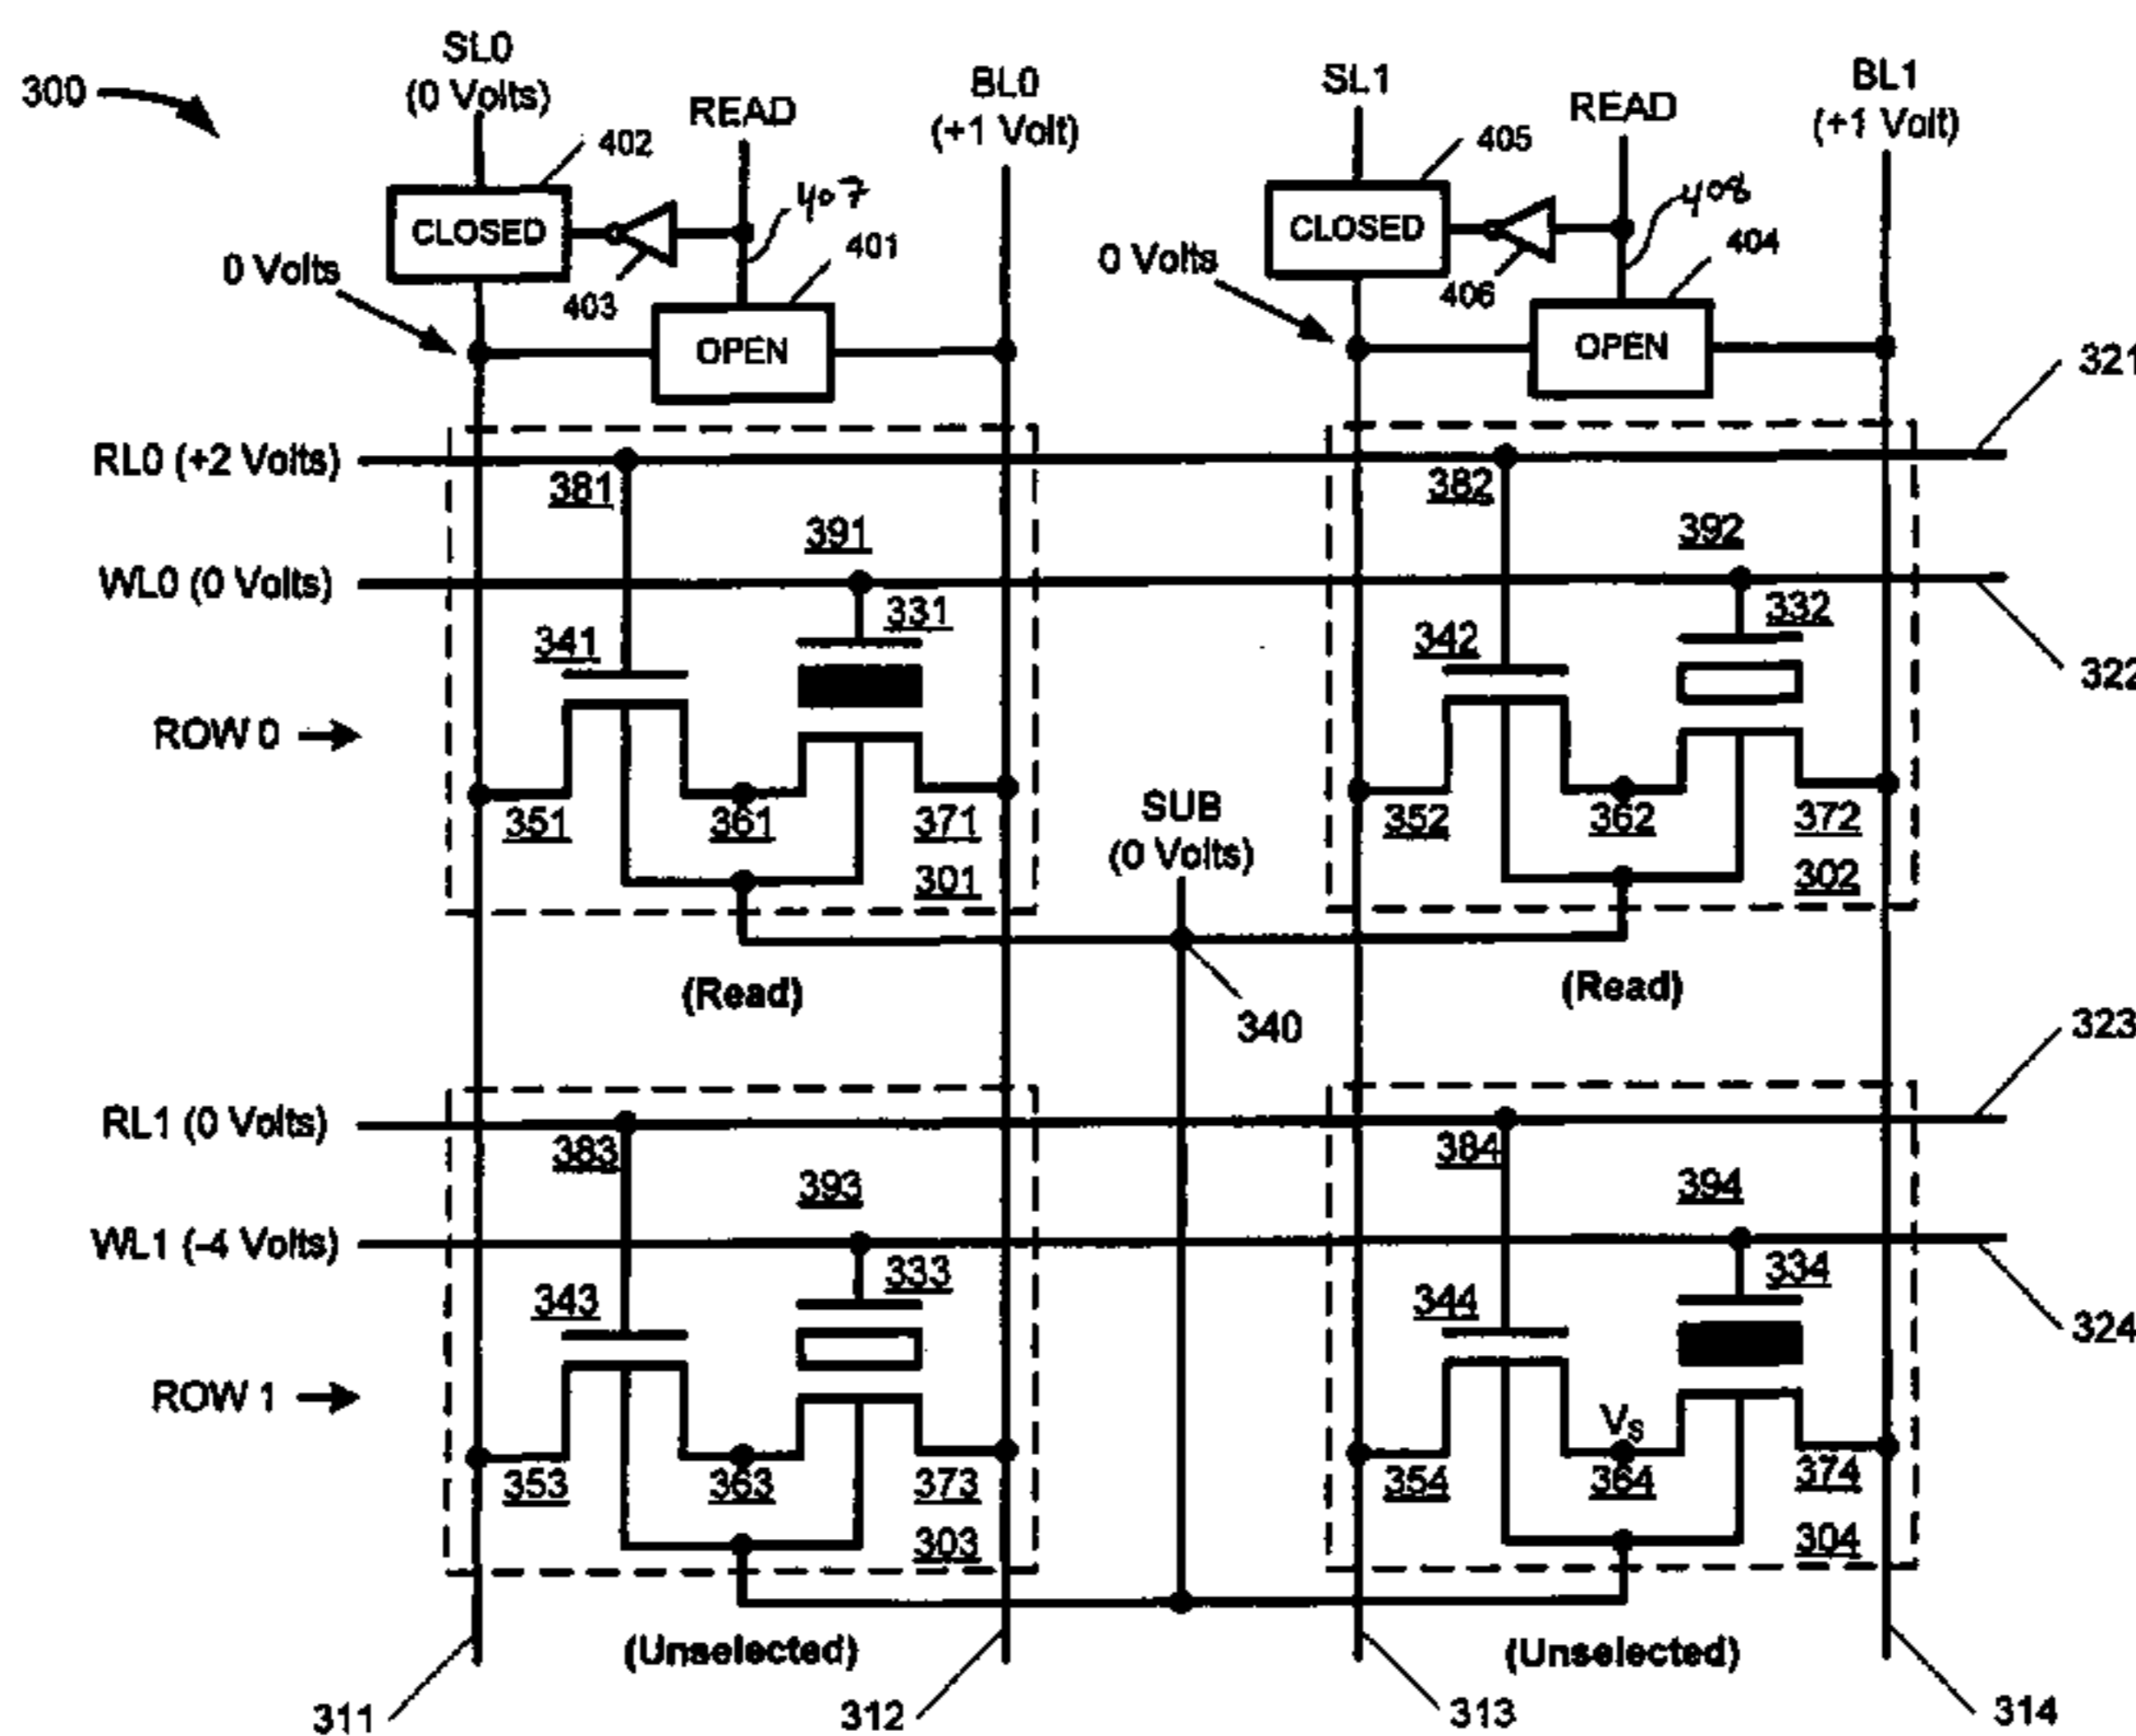 300
SL0
(0 Volts)
402
READ
BL0
(+1 Volt)
SL1
405
READ
BL1
(+1 Volt)
CLOSED
407
401
CLOSED
408
404
0 Volts
403
OPEN
0 Volts
406
OPEN
321
RL0 (+2 Volts)
381
382
391
392
WL0 (0 Volts)
331
332
341
342
322
ROW 0
351
361
371
SUB
(0 Volts)
352
362
372
301
302
(Read)
340
(Read)
323
RL1 (0 Volts)
383
384
393
394
WL1 (-4 Volts)
333
334
343
344
324
ROW 1
VS
353
363
373
354
364
374
303
304
(Unselected)
(Unselected)
311
312
313
314